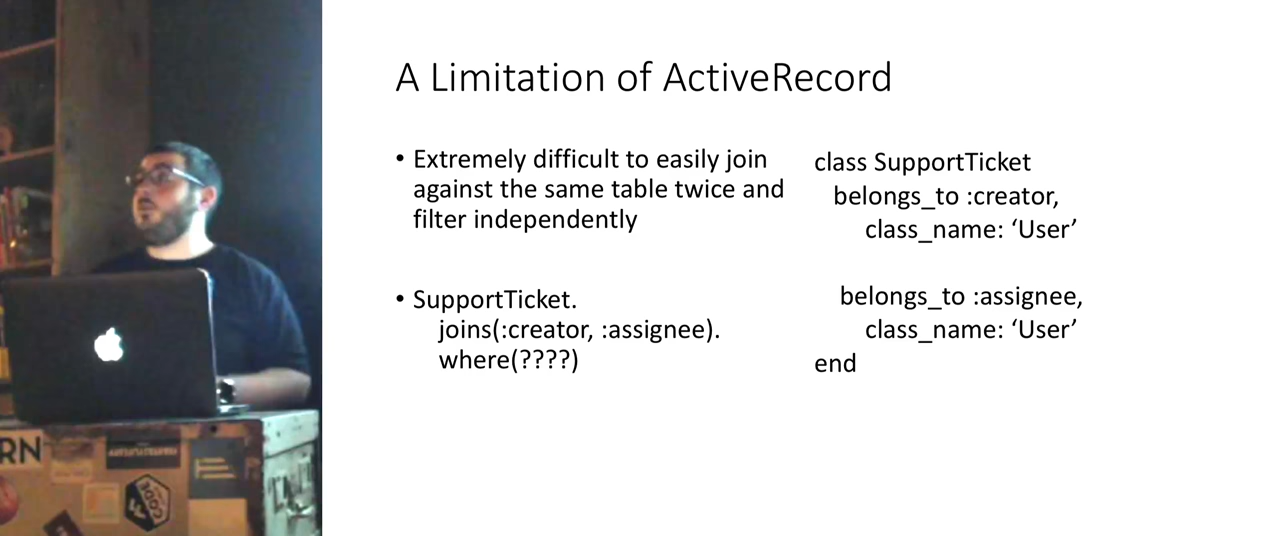 A Limitation of ActiveRecord
• Extremely difficult to easily join
against the same table twice and
filter independently
• SupportTicket.
joins(:creator, :assignee).
where(????)
class SupportTicket
belongs_to :creator,
class_name: ‘User’
belongs_to :assignee,
class_name: ‘User’
end
RN
CODE